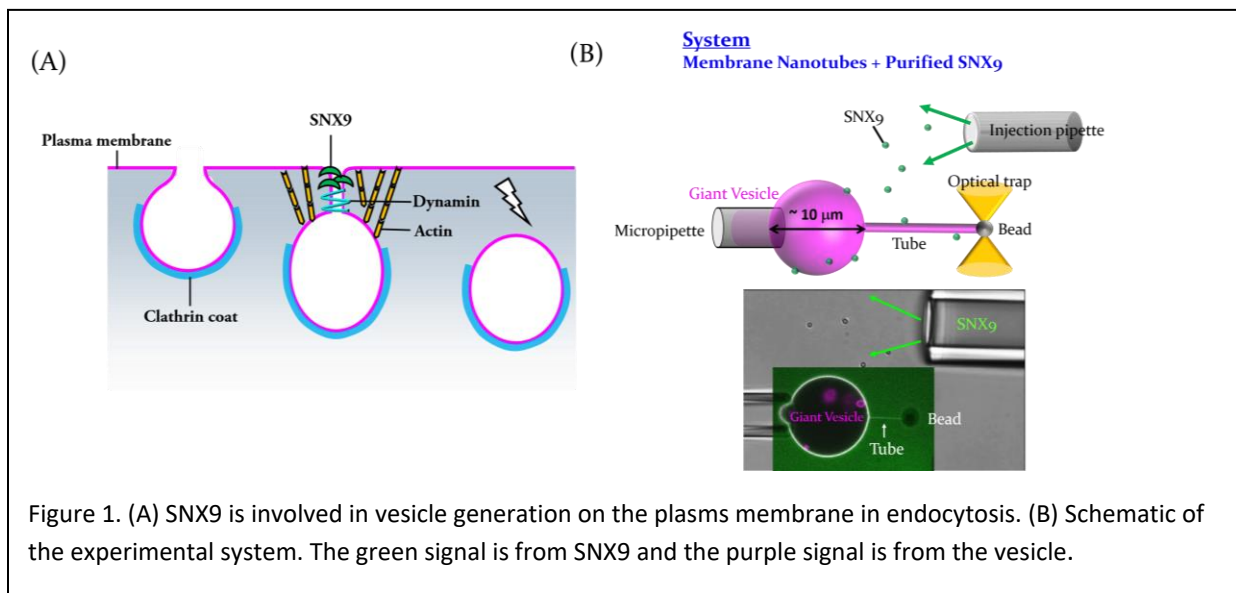 (A)
SNX9
Plasma membrane
Dynamin
Actin
Clathrin coat
(B)
System
Membrane Nanotubes + Purified SNX9
SNX9
Injection pipette
Giant Vesicle
Optical trap
~ 10 μm
Micropipette
Tube
Bead
SNX9
Giant Vesicle
Bead
Tube
Figure 1. (A) SNX9 is involved in vesicle generation on the plasms membrane in endocytosis. (B) Schematic of
the experimental system. The green signal is from SNX9 and the purple signal is from the vesicle.